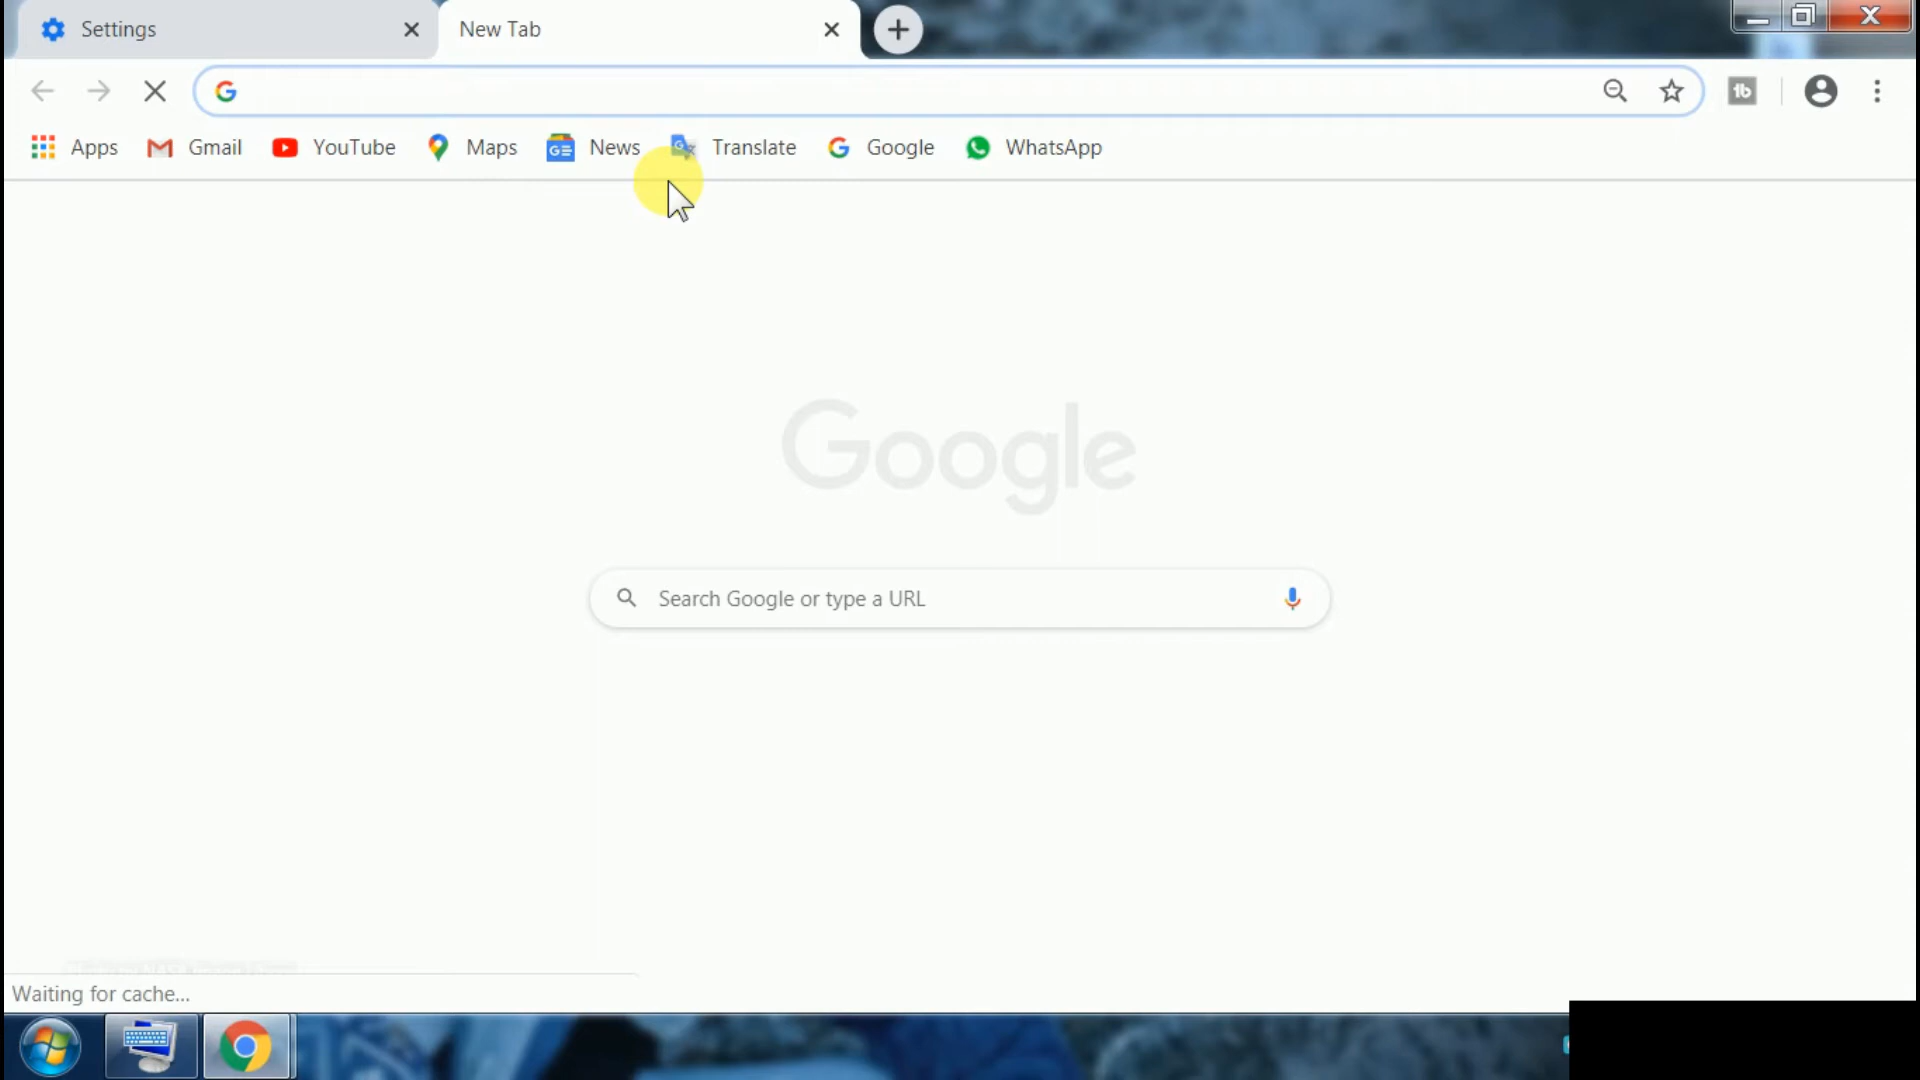 Settings
New Tab
Apps Gmail YouTube Maps News Translate Google WhatsApp
Google
Search Google or type a URL
Waiting for cache...